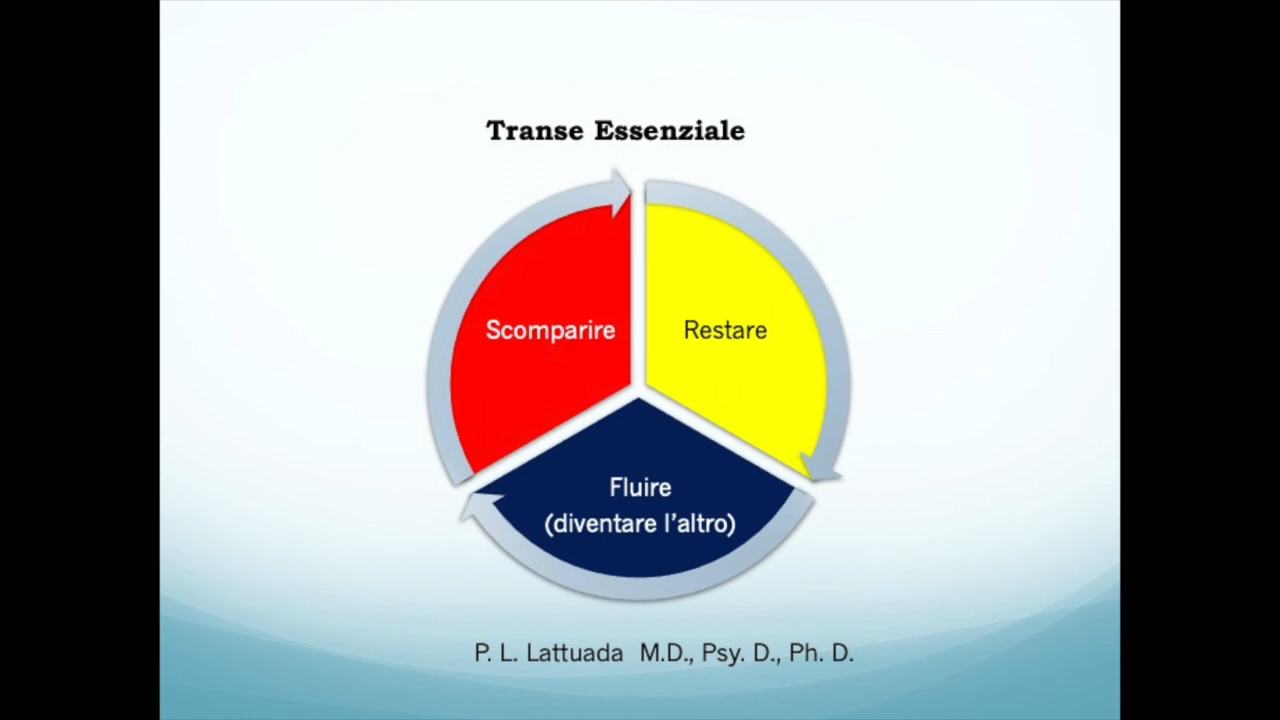 Transe Essenziale
Scomparire
Restare
Fluire
(diventare l'altro)
P. L. Lattuada  M.D., Psy. D., Ph. D.